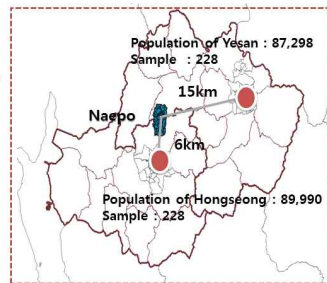 Population of Yesan : 87,298
Sample : 228
15km
Naepo
6km
Population of Hongseong : 89,990
Sample : 228